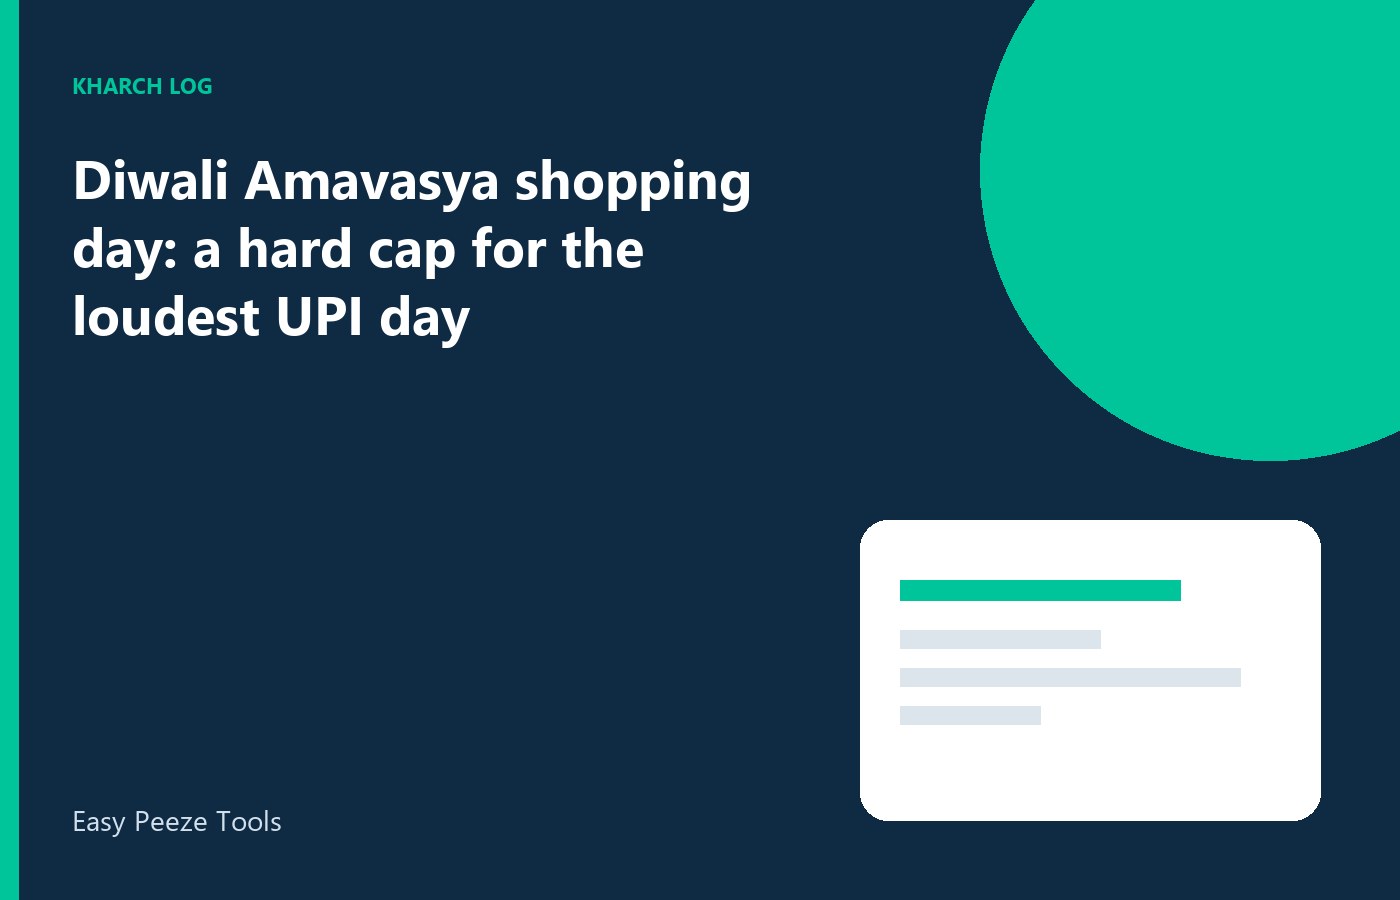 KHARCH LOG
Diwali Amavasya shopping
day: a hard cap for the
loudest UPI day
Easy Peeze Tools